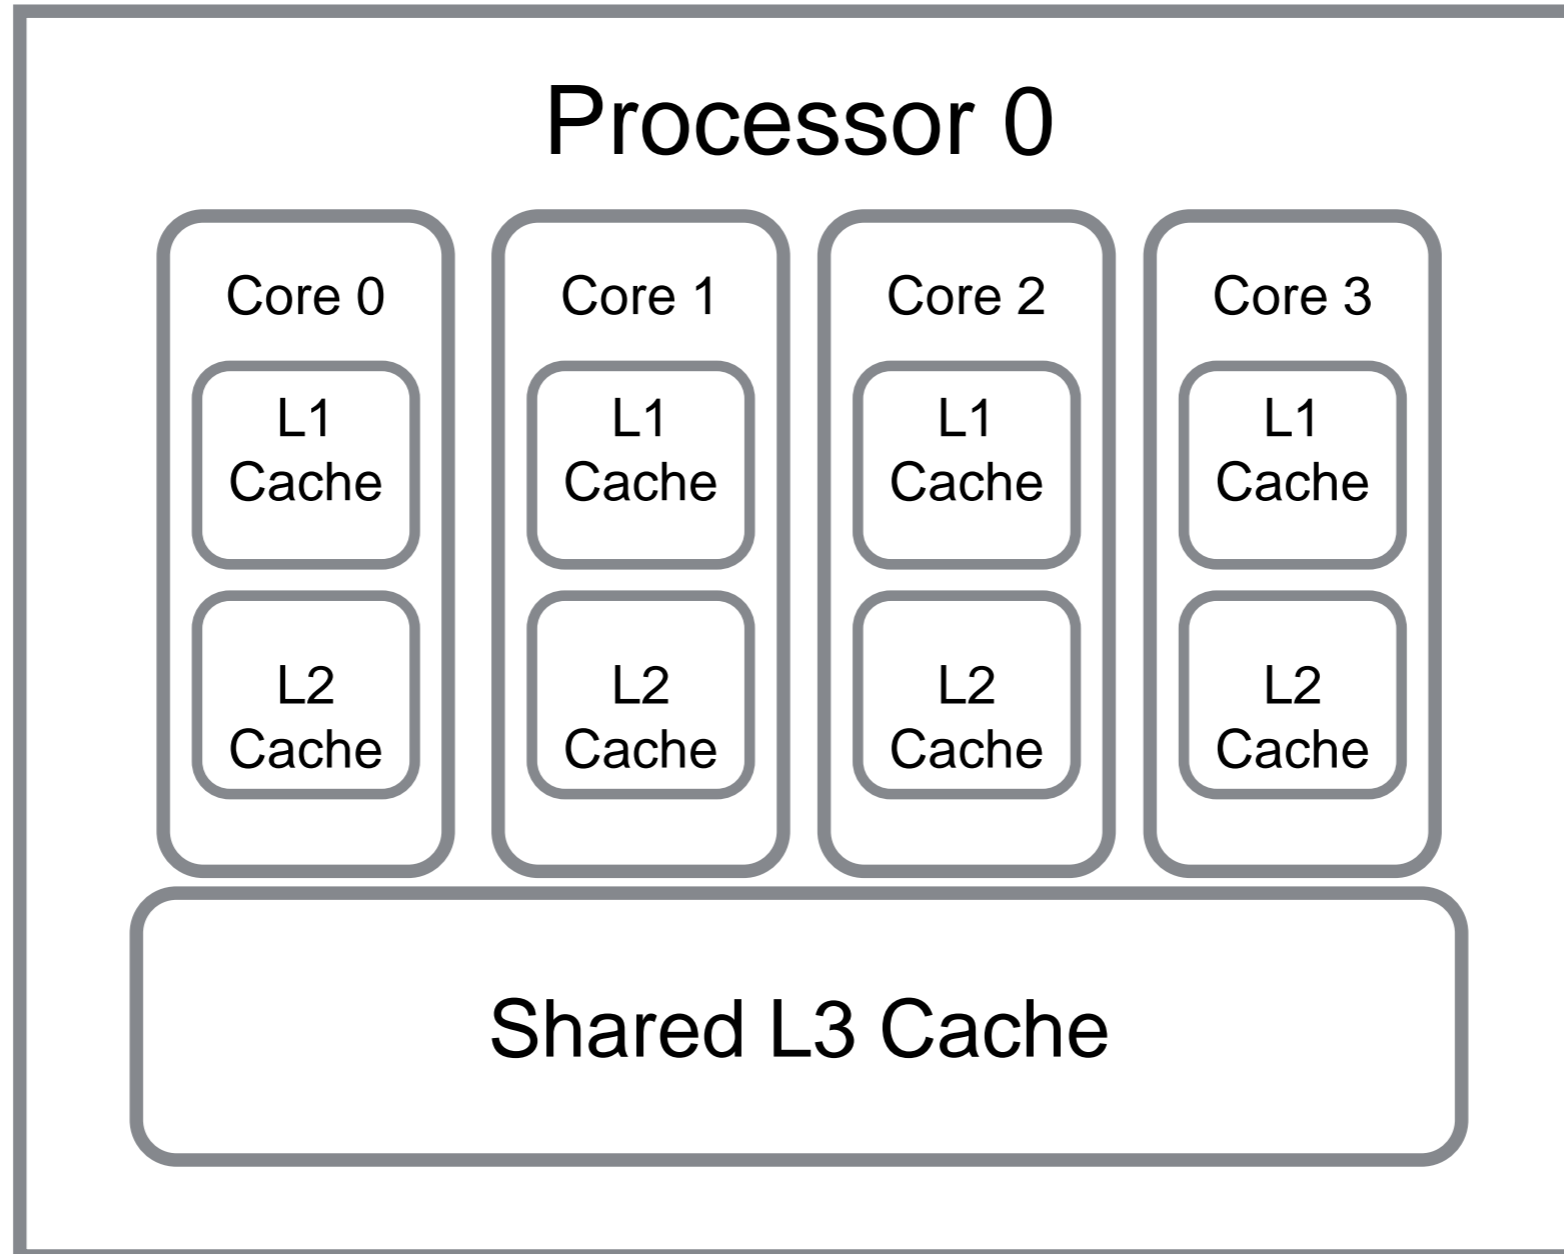 Processor 0
Core 0
Core 1
Core 2
Core 3
L1
Cache
L1
Cache
L1
Cache
L1
Cache
L2
Cache
L2
Cache
L2
Cache
L2
Cache
Shared L3 Cache